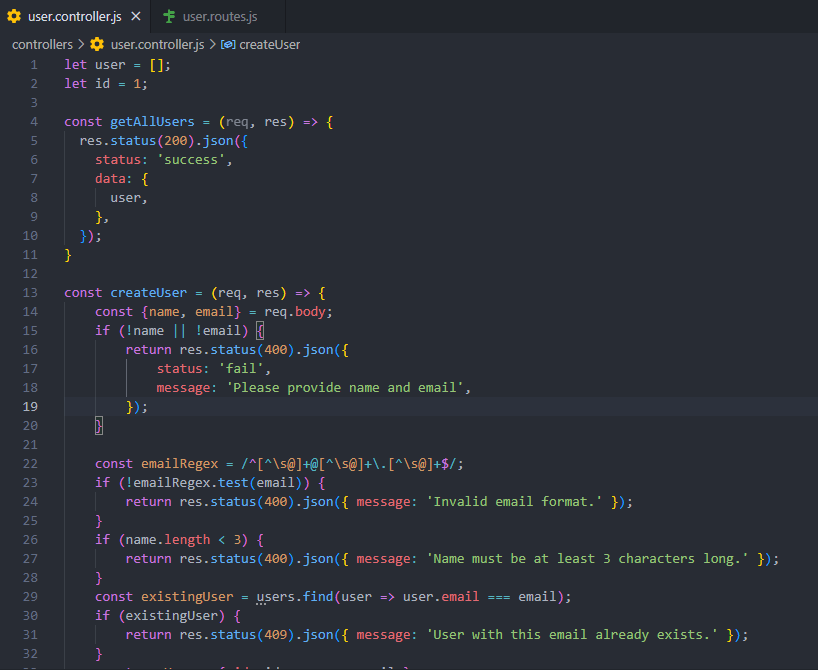 user.controller.js
user.routes.js
controllers > user.controller.js > createUser
1 let user = [];
2 let id = 1;
3
4 const getAllUsers = (req, res) => {
5 res.status(200).json({
6 status: 'success',
7 data: {
8 user,
9 },
10 });
11 }
12
13 const createUser = (req, res) => {
14 const {name, email} = req.body;
15 if (!name || !email) {
16 return res.status(400).json({
17 status: 'fail',
18 message: 'Please provide name and email',
19 });
20 }
21
22 const emailRegex = /^[^\s@]+@[^\s@]+\.[^\s@]+$/;
23 if (!emailRegex.test(email)) {
24 return res.status(400).json({ message: 'Invalid email format.' });
25 }
26 if (name.length < 3) {
27 return res.status(400).json({ message: 'Name must be at least 3 characters long.' });
28 }
29 const existingUser = users.find(user => user.email === email);
30 if (existingUser) {
31 return res.status(409).json({ message: 'User with this email already exists.' });
32 }